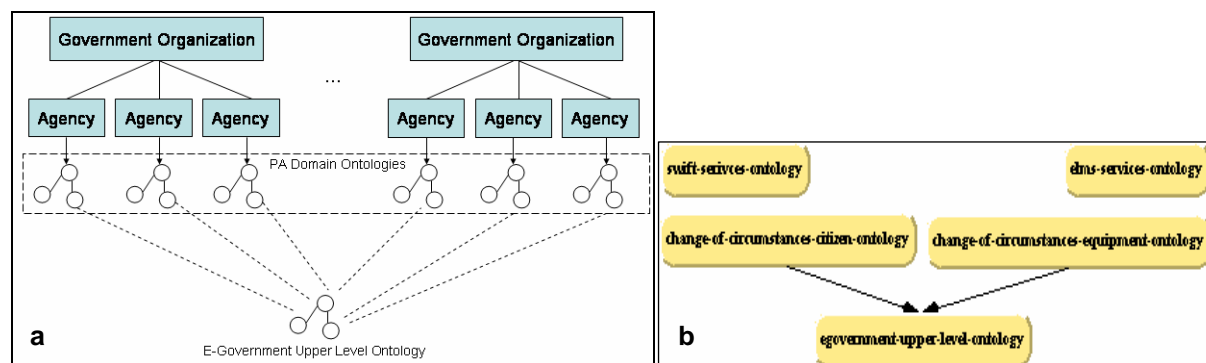 Government Organization
Government Organization
...
Agency
Agency
Agency
Agency
Agency
Agency
PA Domain Ontologies
E-Government Upper Level Ontology
a
swift-serivces-ontology
elms-services-ontology
change-of-circumstances-citizen-ontology
change-of-circumstances-equipment-ontology
egovernment-upper-level-ontology
b